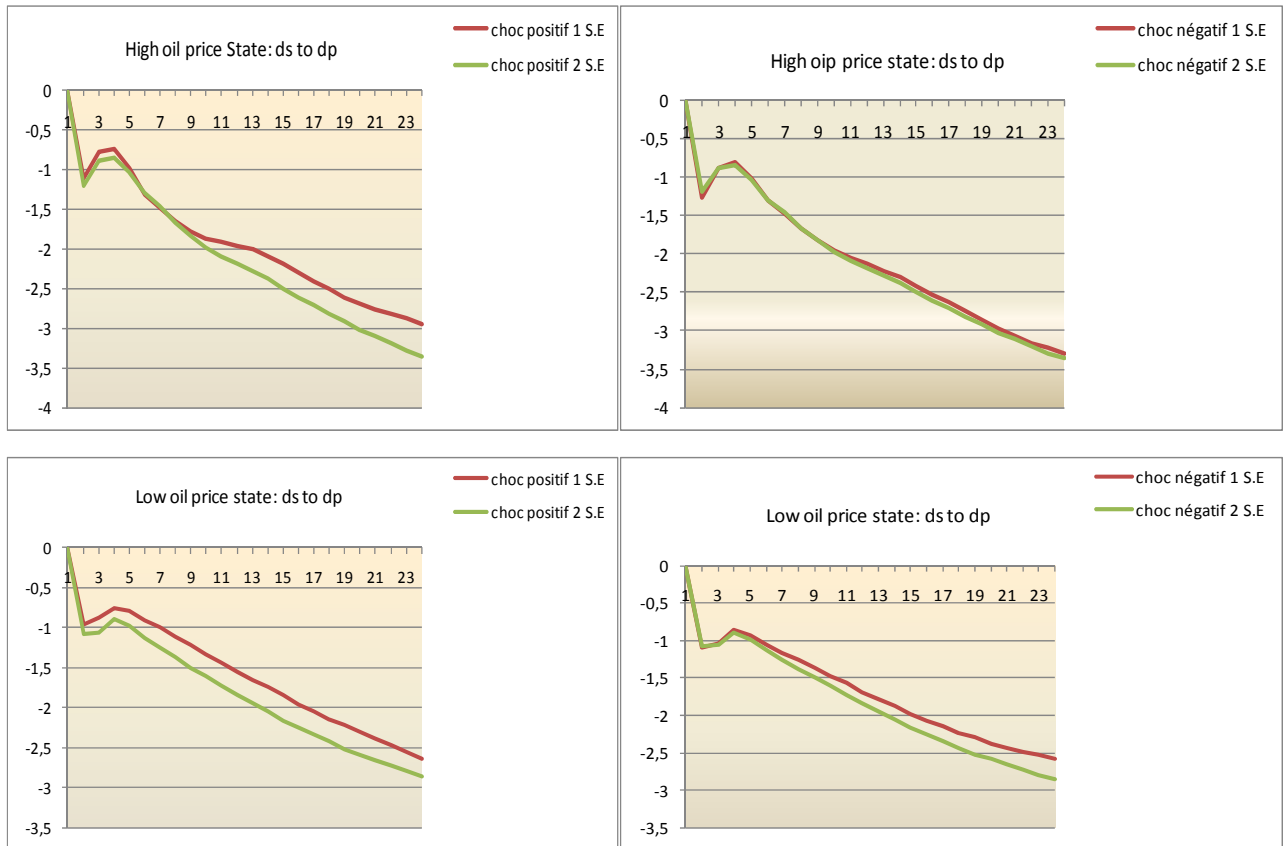 choc positif 1 S.E
High oil price State: ds to dp
choc positif 2 S.E
0
1 3 5 7 9 11 13 15 17 19 21 23
-0,5
-1
-1,5
-2
-2,5
-3
-3,5
-4
choc négatif 1 S.E
High oip price state: ds to dp
choc négatif 2 S.E
0
1 3 5 7 9 11 13 15 17 19 21 23
-0,5
-1
-1,5
-2
-2,5
-3
-3,5
-4
choc positif 1 S.E
Low oil price state: ds to dp
choc positif 2 S.E
0
1 3 5 7 9 11 13 15 17 19 21 23
-0,5
-1
-1,5
-2
-2,5
-3
-3,5
choc négatif 1 S.E
Low oil price state: ds to dp
choc négatif 2 S.E
0
1 3 5 7 9 11 13 15 17 19 21 23
-0,5
-1
-1,5
-2
-2,5
-3
-3,5